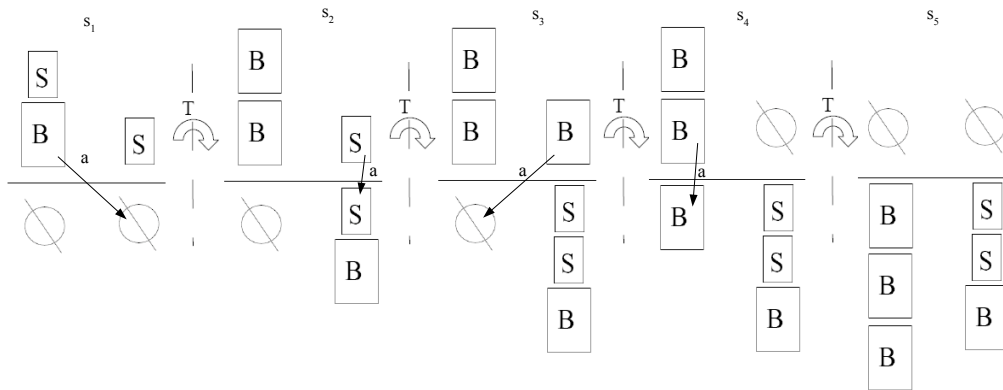 s1 s2 s3 s4 s5
B B B
S
T T T T
B S B S B B B
a a a a
S S B S B S
S S B S
B B B B
B